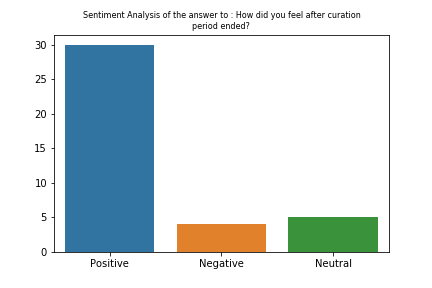 Sentiment Analysis of the answer to : How did you feel after curation
period ended?
30
25
20
15
10
5
0
Positive Negative Neutral